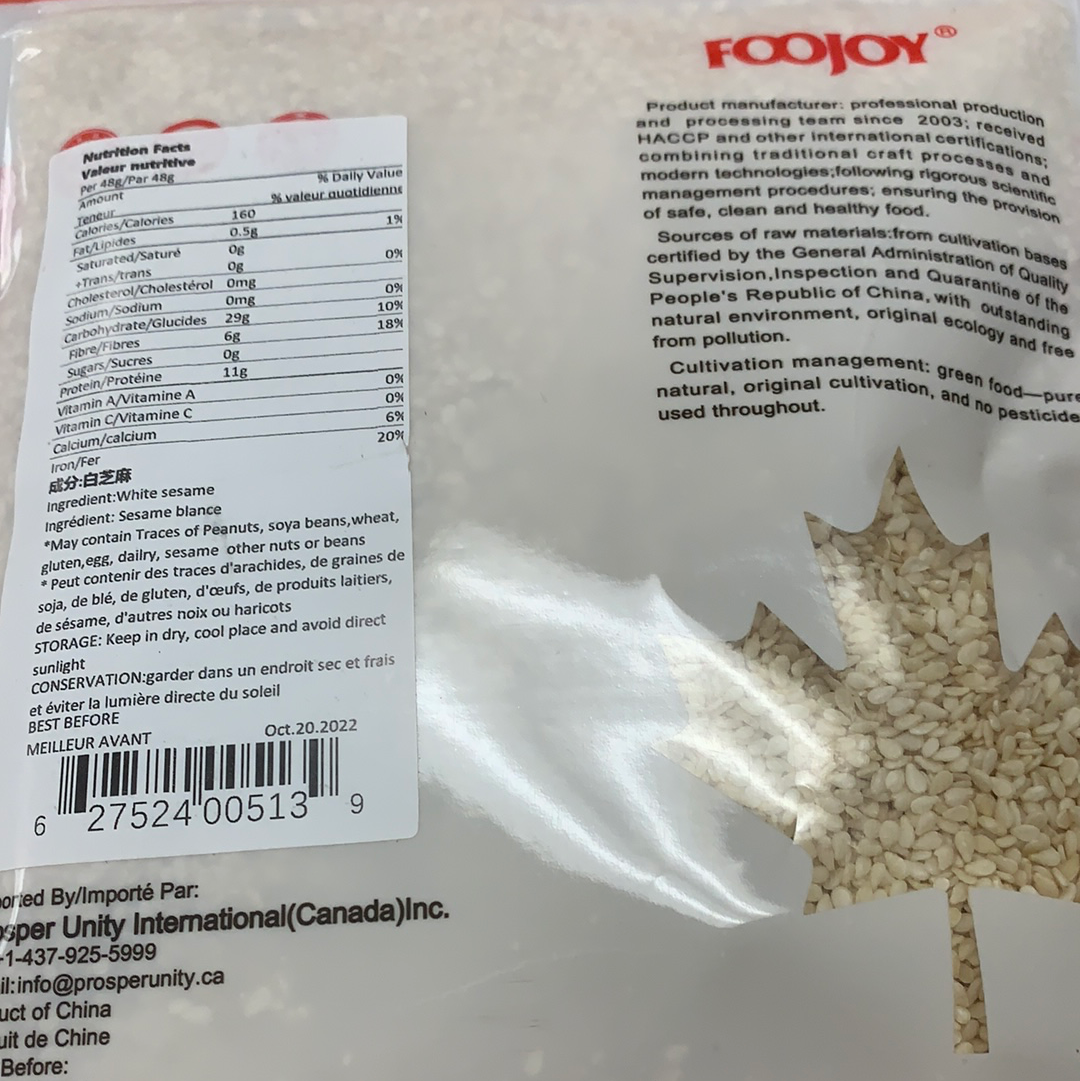 FOOJOY®
Product manufacturer: professional production
and processing team since 2003; received
HACCP and other international certifications;
combining traditional craft processes and
modern technologies;following rigorous scientific
management procedures; ensuring the provision
of safe, clean and healthy food.
Sources of raw materials:from cultivation bases
certified by the General Administration of Quality
Supervision,Inspection and Quarantine of the
People's Republic of China, with outstanding
natural environment, original ecology and free
from pollution.
Cultivation management: green food—pure
natural, original cultivation, and no pesticide
used throughout.
Nutrition Facts
Valeur nutritive
Per 48g/Par 48g
Amount % Daily Value
Teneur % valeur quotidienne
Calories/Calories 160
Fat/Lipides 0.5g 1%
Saturated/Saturé 0g
+Trans/trans 0g 0%
Cholesterol/Cholestérol 0mg
Sodium/Sodium 0mg 0%
Carbohydrate/Glucides 29g 10%
Fibre/Fibres 6g 18%
Sugars/Sucres 0g
Protein/Protéine 11g
Vitamin A/Vitamine A 0%
Vitamin C/Vitamine C 0%
Calcium/calcium 6%
Iron/Fer 20%
成分:白芝麻
Ingredient:White sesame
Ingrédient: Sesame blance
*May contain Traces of Peanuts, soya beans,wheat,
gluten,egg, dailry, sesame other nuts or beans
* Peut contenir des traces d'arachides, de graines de
soja, de blé, de gluten, d'œufs, de produits laitiers,
de sésame, d'autres noix ou haricots
STORAGE: Keep in dry, cool place and avoid direct
sunlight
CONSERVATION:garder dans un endroit sec et frais
et éviter la lumière directe du soleil
BEST BEFORE
MEILLEUR AVANT Oct.20.2022
6 27524 00513 9
orted By/Importé Par:
sper Unity International(Canada)Inc.
-1-437-925-5999
il:info@prosperunity.ca
uct of China
uit de Chine
Before: